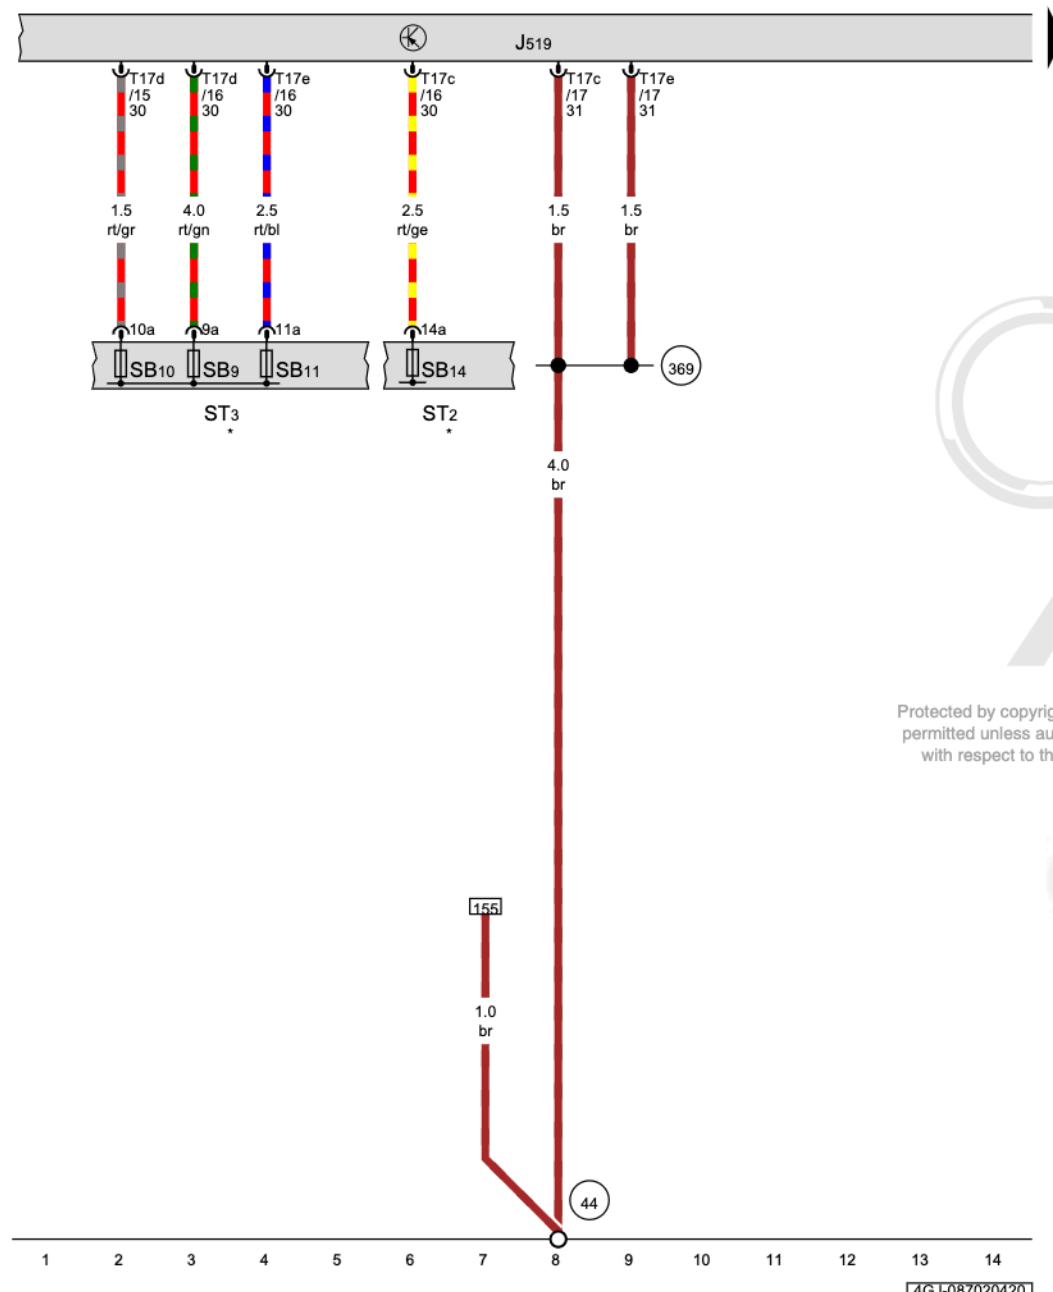 J519
T17d
/15
30
T17d
/16
30
T17e
/16
30
T17c
/16
30
T17c
/17
31
T17e
/17
31
1.5
rt/gr
4.0
rt/gn
2.5
rt/bl
2.5
rt/ge
1.5
br
1.5
br
10a
9a
11a
14a
SB10
SB9
SB11
SB14
369
ST3
*
ST2
*
4.0
br
Protected by copyrig
permitted unless au
with respect to th
155
1.0
br
44
1 2 3 4 5 6 7 8 9 10 11 12 13 14
4GJ-087020420